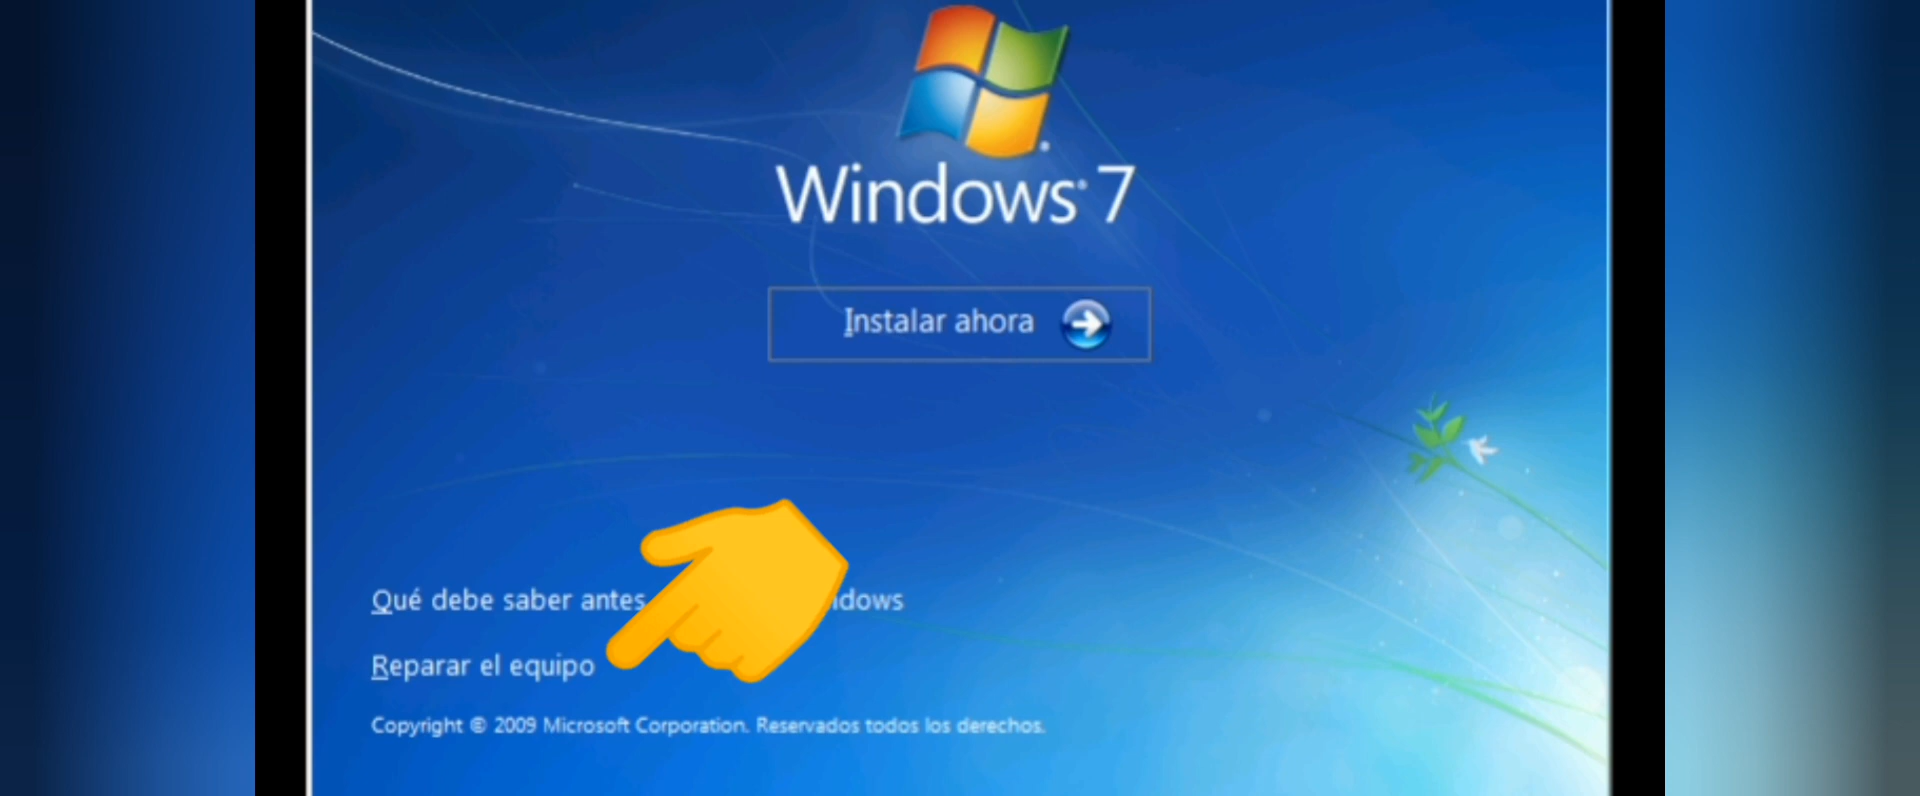 Windows® 7
Instalar ahora
Qué debe saber antes
Reparar el equipo
Copyright © 2009 Microsoft Corporation. Reservados todos los derechos.